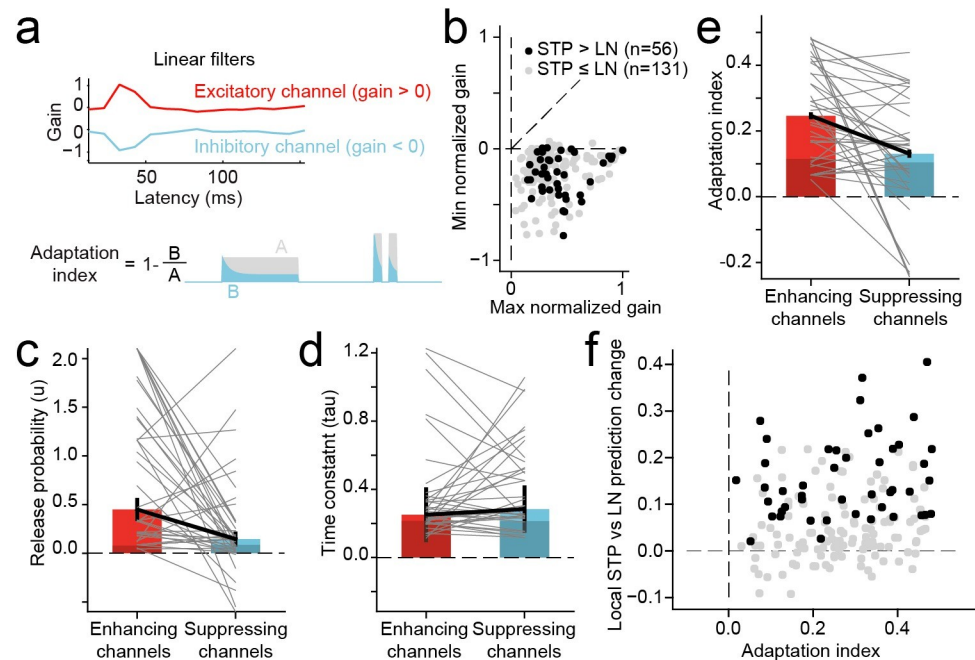 a
Linear filters
1
0
0
−1
Gain
Excitatory channel (gain > 0)
Inhibitory channel (gain < 0)
50
100
Latency (ms)
Adaptation index = 1- B/A
A
B
b
STP > LN (n=56)
STP ≤ LN (n=131)
1
0
−1
Min normalized gain
0
1
Max normalized gain
e
0.4
0.2
0.0
-0.2
Adaptation index
Enhancing channels
Suppressing channels
c
2.0
1.5
1.0
0.5
0.0
Release probability (u)
Enhancing channels
Suppressing channels
d
1.2
0.8
0.4
0.0
Time constatnt (tau)
Enhancing channels
Suppressing channels
f
0.4
0.3
0.2
0.1
0.0
-0.1
Local STP vs LN prediction change
0.0
0.2
0.4
Adaptation index